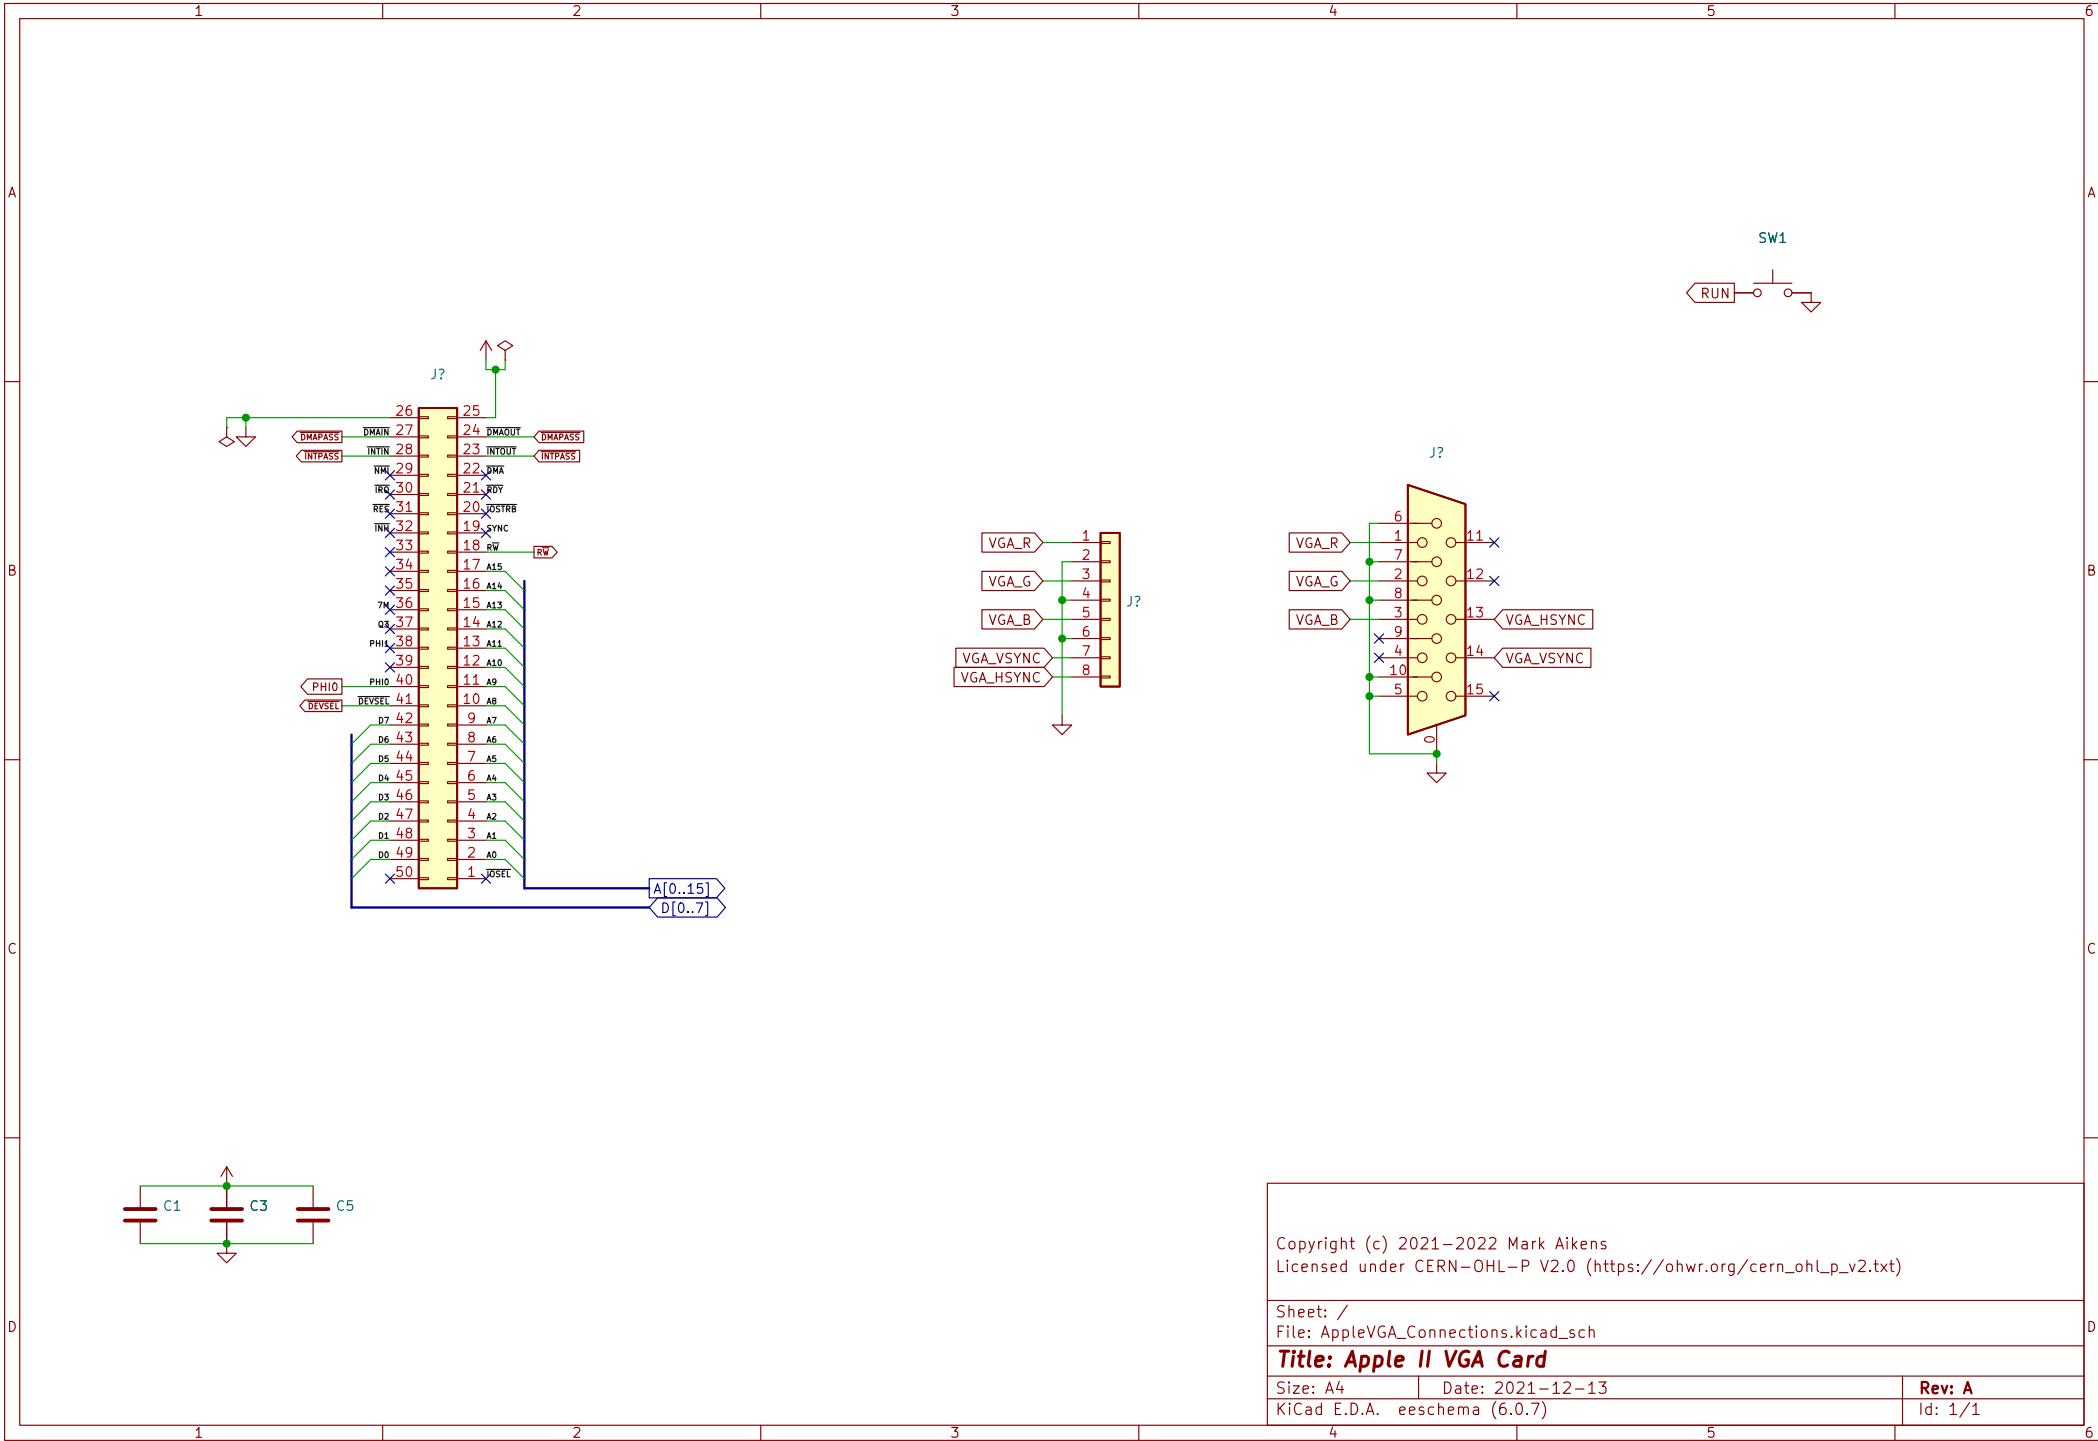 1 2 3 4 5 6
A A
SW1
RUN
J?
26 25
DMAPASS DMAIN 27 24 DMAOUT DMAPASS
INTPASS INTIN 28 23 INTOUT INTPASS
NMI 29 22 DMA
IRQ 30 21 RDY
RES 31 20 IOSTRB
INH 32 19 SYNC
33 18 RW RW
34 17 A15
35 16 A14
7M 36 15 A13
Q3 37 14 A12
PHI1 38 13 A11
39 12 A10
PHI0 PHI0 40 11 A9
DEVSEL DEVSEL 41 10 A8
D7 42 9 A7
D6 43 8 A6
D5 44 7 A5
D4 45 6 A4
D3 46 5 A3
D2 47 4 A2
D1 48 3 A1
D0 49 2 A0
50 1 IOSEL
A[0..15]
D[0..7]
VGA_R 1
2
VGA_G 3
4
J?
VGA_B 5
6
VGA_VSYNC 7
VGA_HSYNC 8
J?
6
VGA_R 1 11
7
VGA_G 2 12
8
VGA_B 3 13 VGA_HSYNC
9
4 14 VGA_VSYNC
10
5 15
0
B B
C C
C1 C3 C5
D D
Copyright (c) 2021-2022 Mark Aikens
Licensed under CERN-OHL-P V2.0 (https://ohwr.org/cern_ohl_p_v2.txt)
Sheet: /
File: AppleVGA_Connections.kicad_sch
Title: Apple II VGA Card
Size: A4 Date: 2021-12-13 Rev: A
KiCad E.D.A. eeschema (6.0.7) Id: 1/1
1 2 3 4 5 6